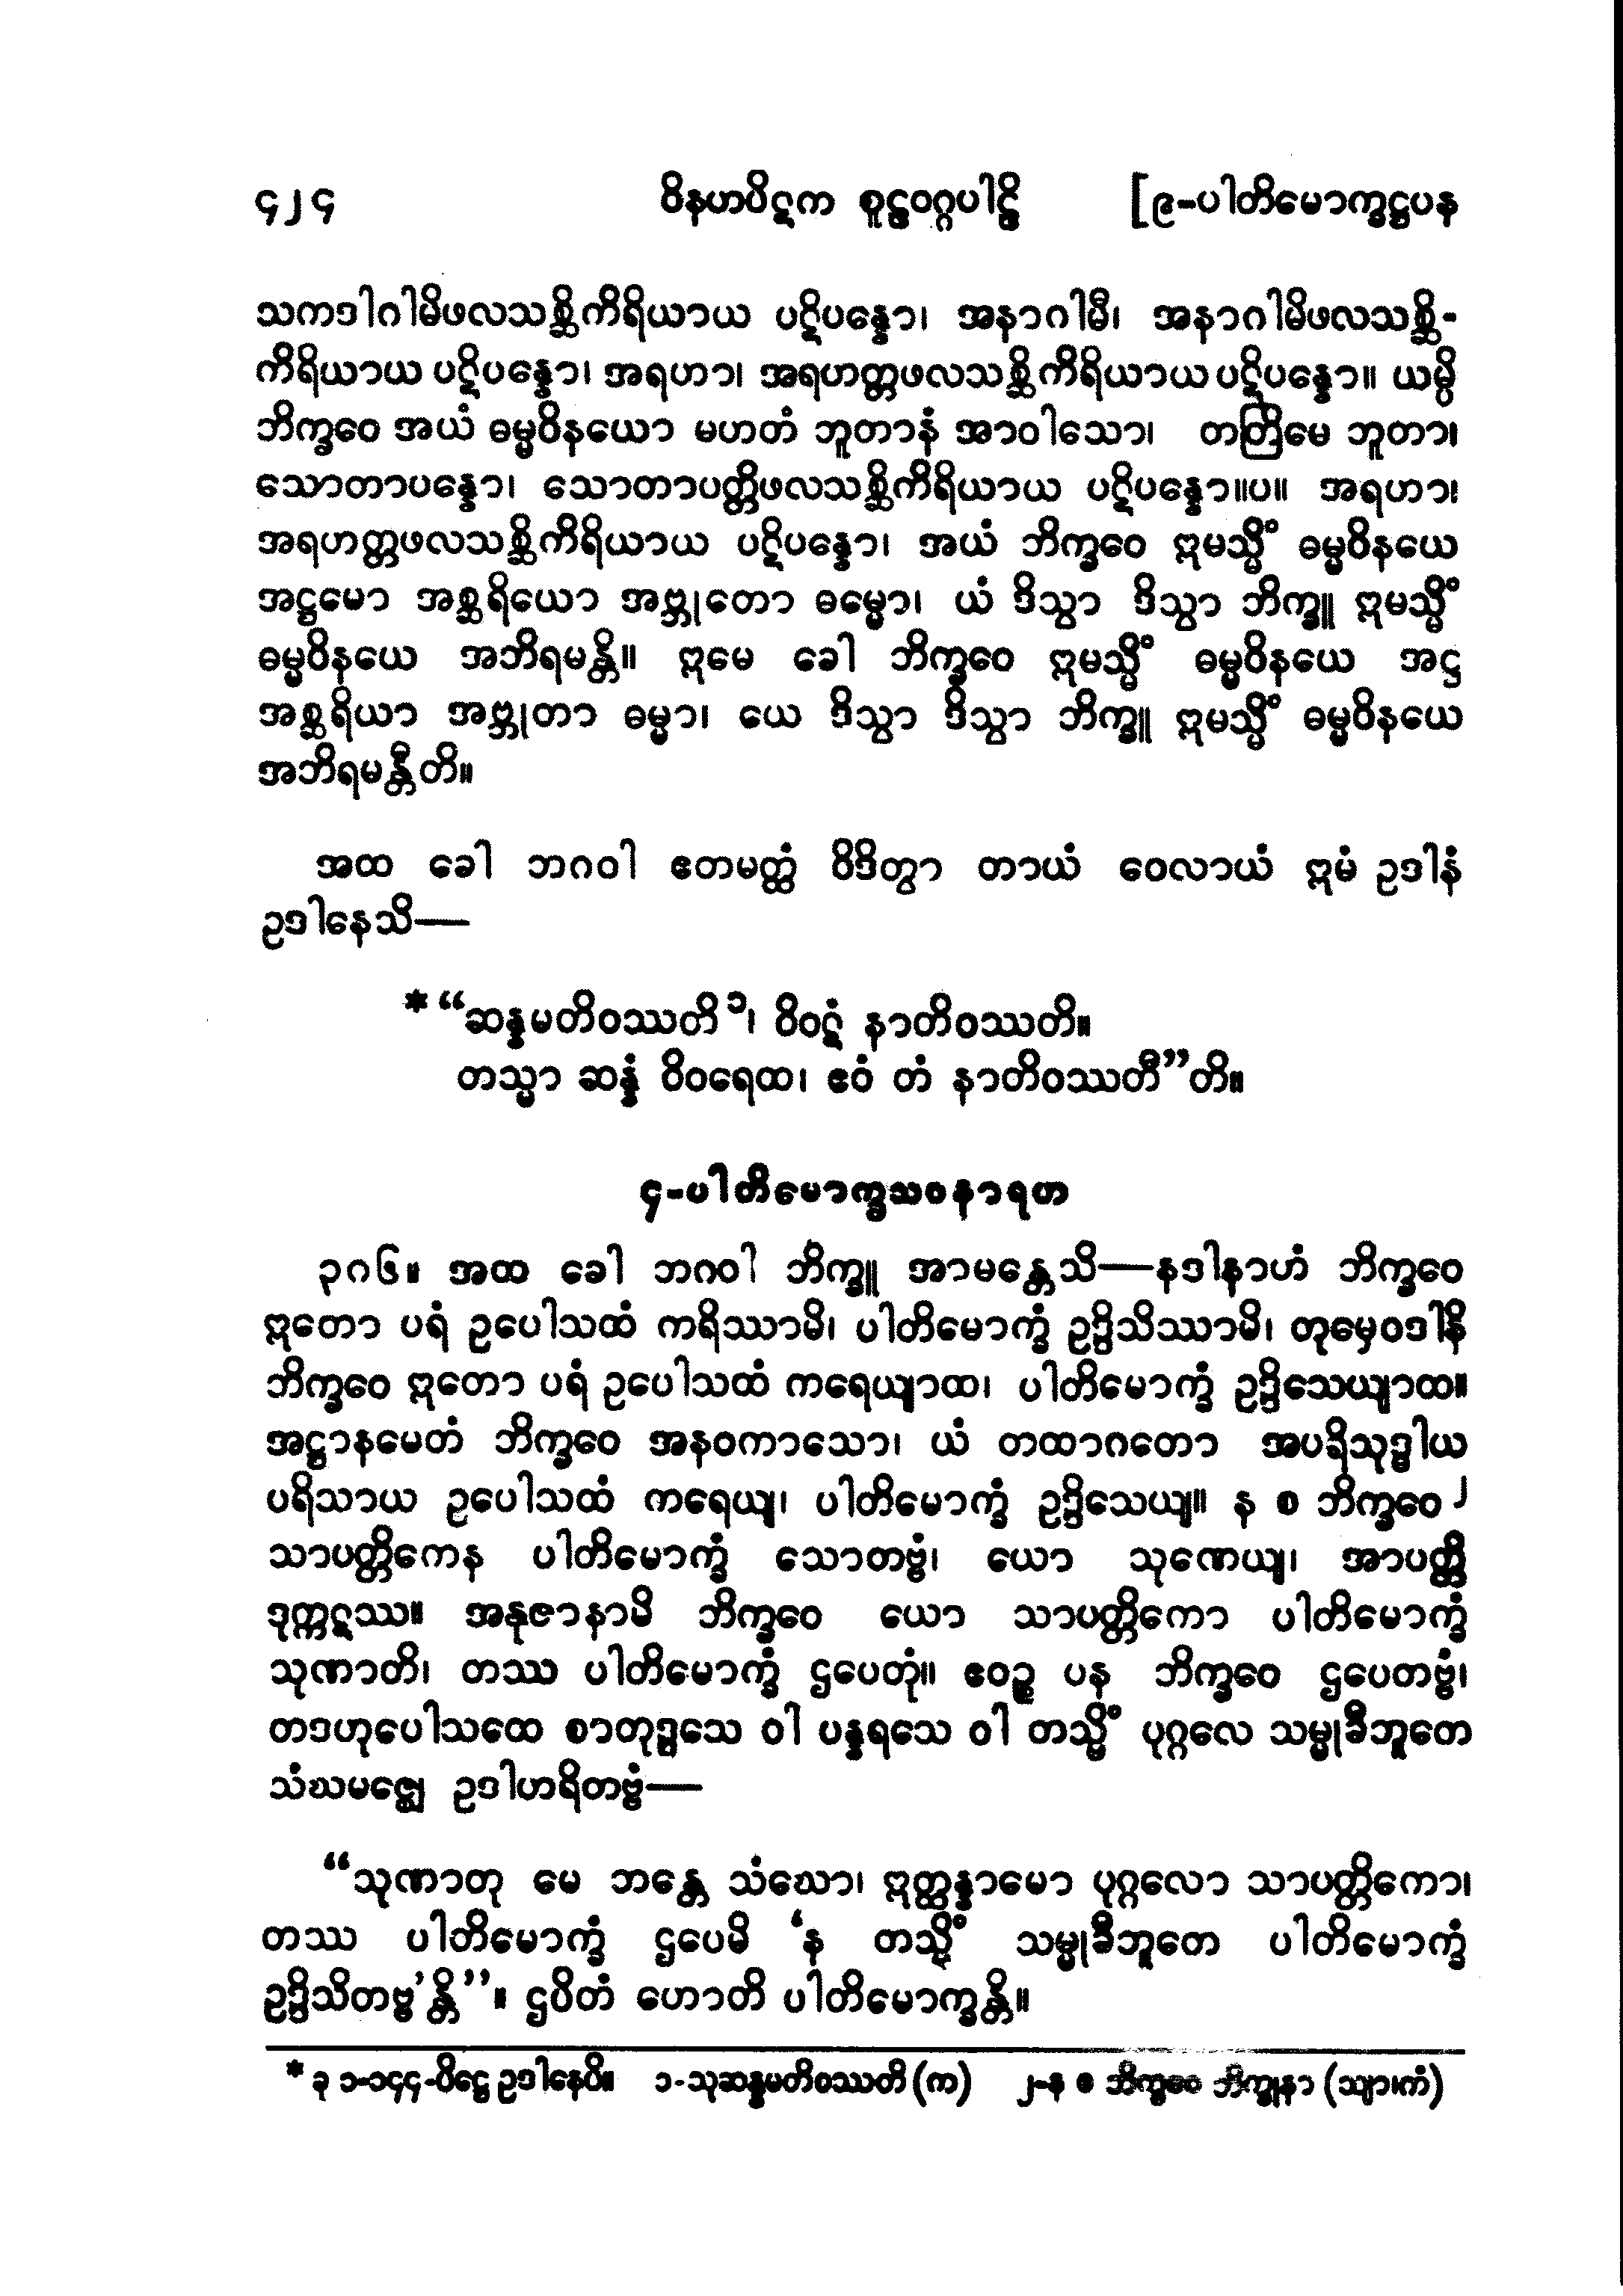 ၄၂၄ ဝိနယပိဋက စူဠဝဂ္ဂပါဠိ [၉-ပါတိမောက္ခဋ္ဌပန
သကဒါဂါမိဖလသစ္ဆိကိရိယာယ ပဋိပန္နော၊ အနာဂါမီ၊ အနာဂါမိဖလသစ္ဆိ-
ကိရိယာယ ပဋိပန္နော၊ အရဟာ၊ အရဟတ္တဖလသစ္ဆိကိရိယာယ ပဋိပန္နော။ ယမ္ပိ
ဘိက္ခဝေ အယံ ဓမ္မဝိနယော မဟတံ ဘူတာနံ အာဝါသော၊ တတြိမေ ဘူတာ၊
သောတာပန္နော၊ သောတာပတ္တိဖလသစ္ဆိကိရိယာယ ပဋိပန္နော။ပ။ အရဟာ၊
အရဟတ္တဖလသစ္ဆိကိရိယာယ ပဋိပန္နော၊ အယံ ဘိက္ခဝေ ဣမသ္မိံ ဓမ္မဝိနယေ
အဋ္ဌမော အစ္ဆရိယော အဗ္ဘုတော ဓမ္မော၊ ယံ ဒိသွာ ဒိသွာ ဘိက္ခူ ဣမသ္မိံ
ဓမ္မဝိနယေ အဘိရမန္တိ။ ဣမေ ခေါ ဘိက္ခဝေ ဣမသ္မိံ ဓမ္မဝိနယေ အဋ္ဌ
အစ္ဆရိယာ အဗ္ဘုတာ ဓမ္မာ၊ ယေ ဒိသွာ ဒိသွာ ဘိက္ခူ ဣမသ္မိံ ဓမ္မဝိနယေ
အဘိရမန္တီတိ။
အထ ခေါ ဘဂဝါ ဧတမတ္ထံ ဝိဒိတွာ တာယံ ဝေလာယံ ဣမံ ဥဒါနံ
ဥဒါနေသိ—
*“ဆန္နမတိဝဿတိ၁၊ ဝိဝဋံ နာတိဝဿတိ။
တသ္မာ ဆန္နံ ဝိဝရေထ၊ ဧဝံ တံ နာတိဝဿတီ”တိ။
၄-ပါတိမောက္ခသဝနာရဟ
၃၈၆။ အထ ခေါ ဘဂဝါ ဘိက္ခူ အာမန္တေသိ—နဒါနာဟံ ဘိက္ခဝေ
ဣတော ပရံ ဥပေါသထံ ကရိဿာမိ၊ ပါတိမောက္ခံ ဥဒ္ဒိသိဿာမိ၊ တုမှေဝဒါနိ
ဘိက္ခဝေ ဣတော ပရံ ဥပေါသထံ ကရေယျာထ၊ ပါတိမောက္ခံ ဥဒ္ဒိသေယျာထ။
အဋ္ဌာနမေတံ ဘိက္ခဝေ အနဝကာသော၊ ယံ တထာဂတော အပရိသုဒ္ဓါယ
ပရိသာယ ဥပေါသထံ ကရေယျ၊ ပါတိမောက္ခံ ဥဒ္ဒိသေယျ။ န စ ဘိက္ခဝေ၂
သာပတ္တိကေန ပါတိမောက္ခံ သောတဗ္ဗံ၊ ယော သုဏေယျ၊ အာပတ္တိ
ဒုက္ကဋဿ။ အနုဇာနာမိ ဘိက္ခဝေ ယော သာပတ္တိကော ပါတိမောက္ခံ
သုဏာတိ၊ တဿ ပါတိမောက္ခံ ဌပေတုံ။ ဧဝဉ္စ ပန ဘိက္ခဝေ ဌပေတဗ္ဗံ၊
တဒဟုပေါသထေ စာတုဒ္ဒသေ ဝါ ပန္နရသေ ဝါ တသ္မိံ ပုဂ္ဂလေ သမ္မုခီဘူတေ
သံဃမဇ္ဈေ ဥဒါဟရိတဗ္ဗံ—
“သုဏာတု မေ ဘန္တေ သံဃော၊ ဣတ္ထန္နာမော ပုဂ္ဂလော သာပတ္တိကော၊
တဿ ပါတိမောက္ခံ ဌပေမိ ‘န တသ္မိံ သမ္မုခီဘူတေ ပါတိမောက္ခံ
ဥဒ္ဒိသိတဗ္ဗ’န္တိ”။ ဌပိတံ ဟောတိ ပါတိမောက္ခန္တိ။
* ခု ၁-၁၄၄-ပိဋ္ဌေ ဥဒါနေပိ။ ၁-သုဆန္နမတိဝဿတိ (က) ၂-န စ ဘိက္ခဝေ ဘိက္ခုနာ (သျာ၊ကံ)